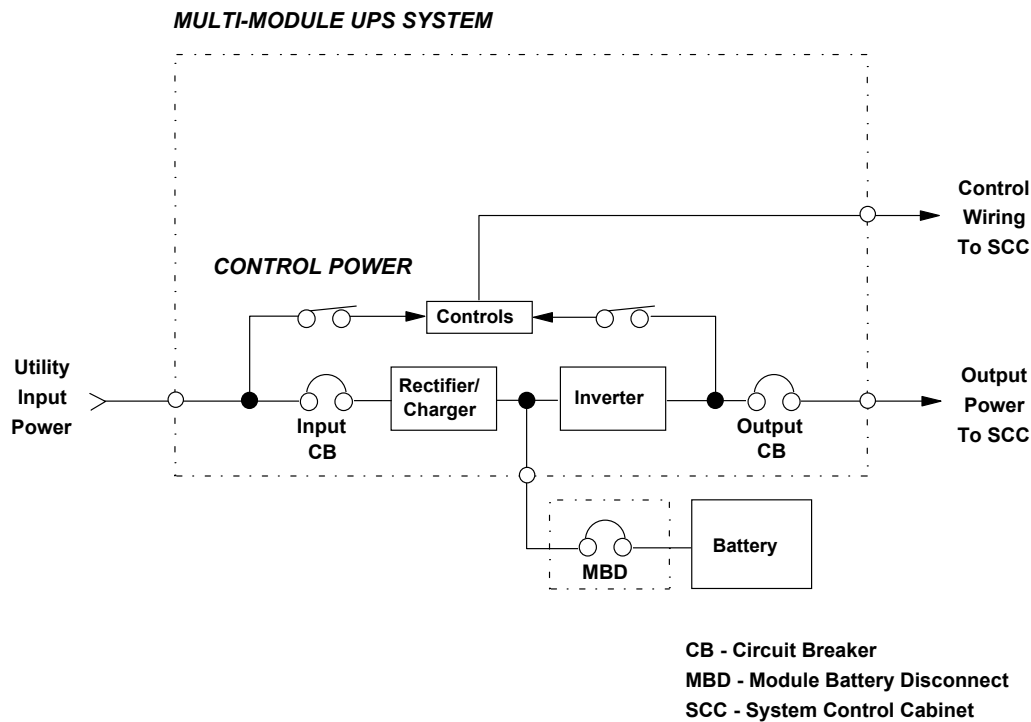 MULTI-MODULE UPS SYSTEM
Control
Wiring
To SCC
CONTROL POWER
Controls
Utility
Input
Power
Rectifier/
Charger
Inverter
Output
Power
To SCC
Input
CB
Output
CB
MBD
Battery
CB - Circuit Breaker
MBD - Module Battery Disconnect
SCC - System Control Cabinet